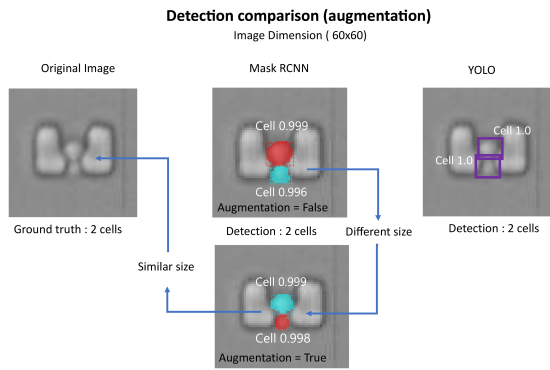 Detection comparison (augmentation)
Image Dimension ( 60x60)
Original Image
Mask RCNN
YOLO
Cell 0.999
Cell 0.996
Augmentation = False
Cell 1.0
Cell 1.0
Ground truth : 2 cells
Detection : 2 cells
Different size
Detection : 2 cells
Similar size
Cell 0.999
Cell 0.998
Augmentation = True